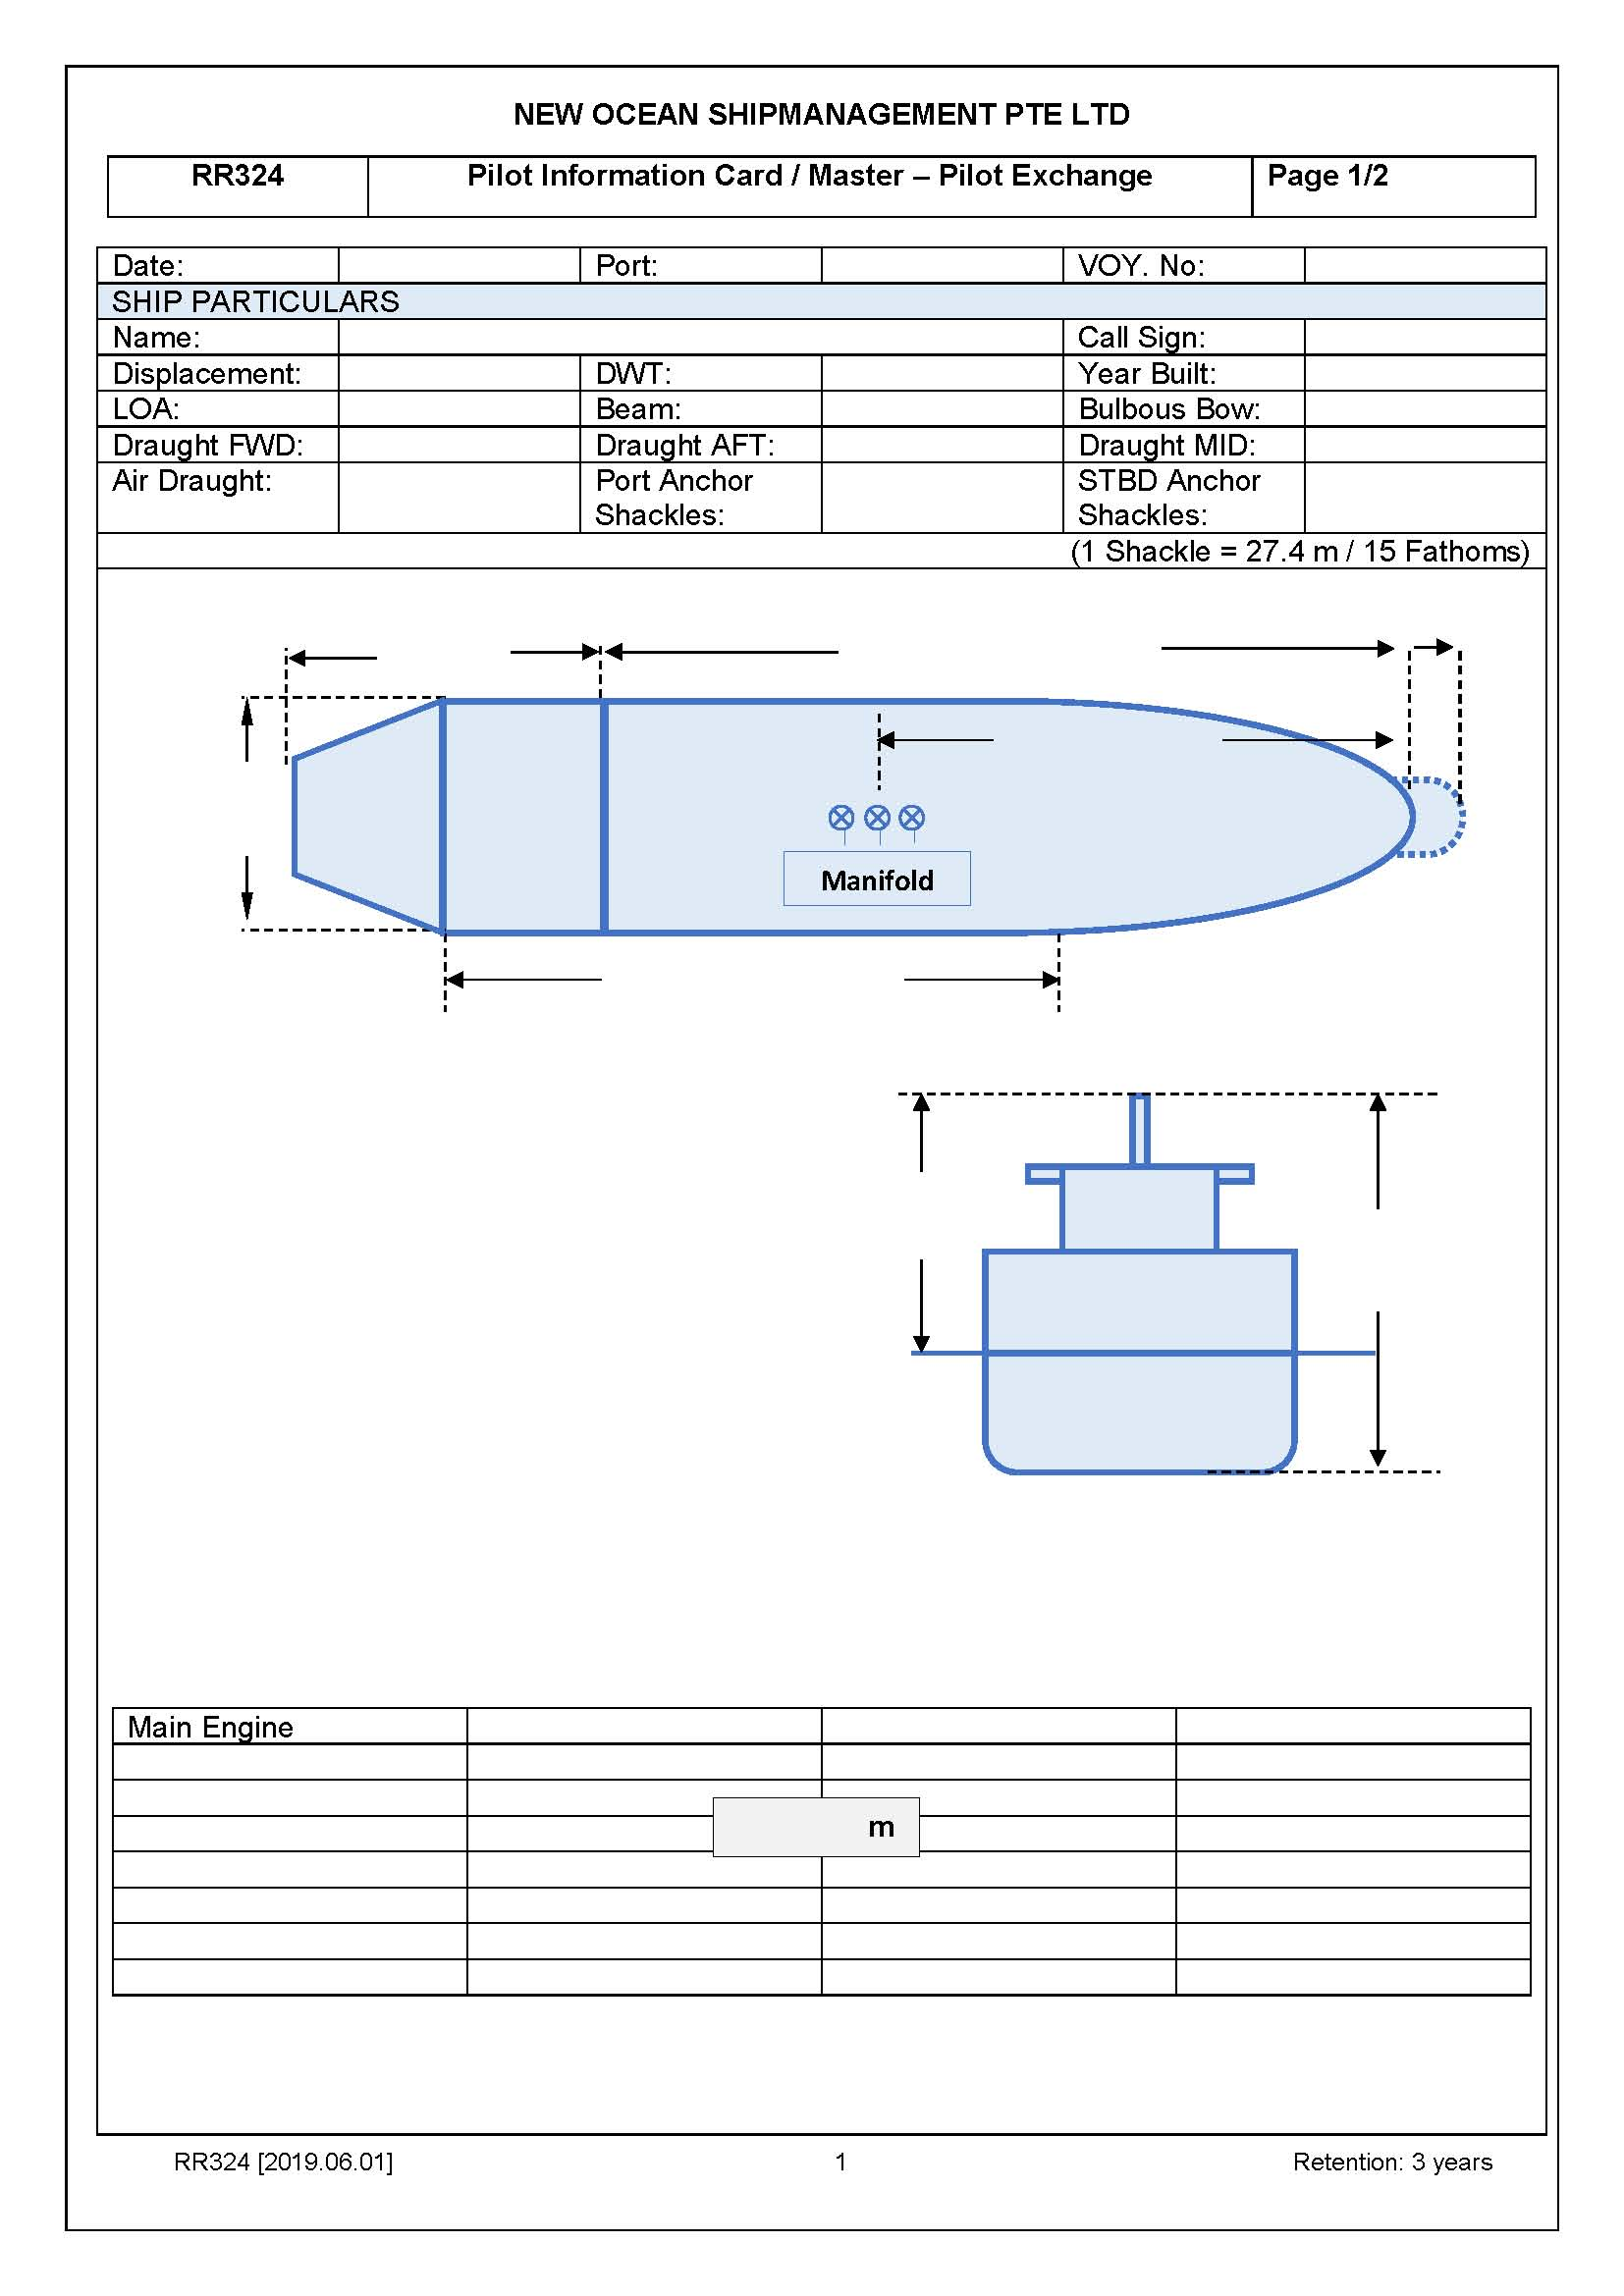 NEW OCEAN SHIPMANAGEMENT PTE LTD
RR324 Pilot Information Card / Master – Pilot Exchange Page 1/2
Date: Port: VOY. No:
SHIP PARTICULARS
Name: Call Sign:
Displacement: DWT: Year Built:
LOA: Beam: Bulbous Bow:
Draught FWD: Draught AFT: Draught MID:
Air Draught: Port Anchor STBD Anchor
Shackles: Shackles:
(1 Shackle = 27.4 m / 15 Fathoms)
Manifold
Main Engine
m
RR324 [2019.06.01] 1 Retention: 3 years